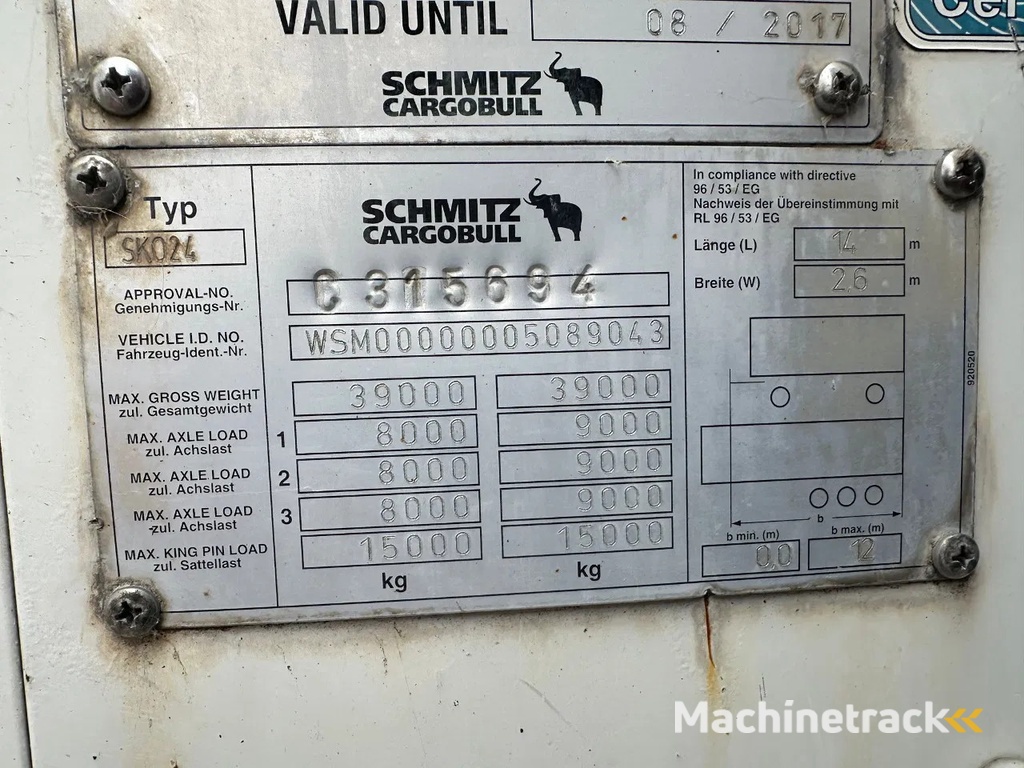 VALID UNTIL 08 / 2017
SCHMITZ
CARGOBULL
Typ
SKO24
SCHMITZ
CARGOBULL
APPROVAL-NO.
Genehmigungs-Nr.
C315694
VEHICLE I.D. NO.
Fahrzeug-Ident.-Nr.
WSM00000005089043
MAX. GROSS WEIGHT
zul. Gesamtgewicht
39000 39000
MAX. AXLE LOAD
zul. Achslast
1 8000 9000
MAX. AXLE LOAD
zul. Achslast
2 8000 9000
MAX. AXLE LOAD
zul. Achslast
3 8000 9000
MAX. KING PIN LOAD
zul. Sattellast
15000 15000
kg kg
In compliance with directive
96 / 53 / EG
Nachweis der Übereinstimmung mit
RL 96 / 53 / EG
Länge (L) 14 m
Breite (W) 2,6 m
920520
b
b min. (m) b max. (m)
0,0 12
Machinetrack